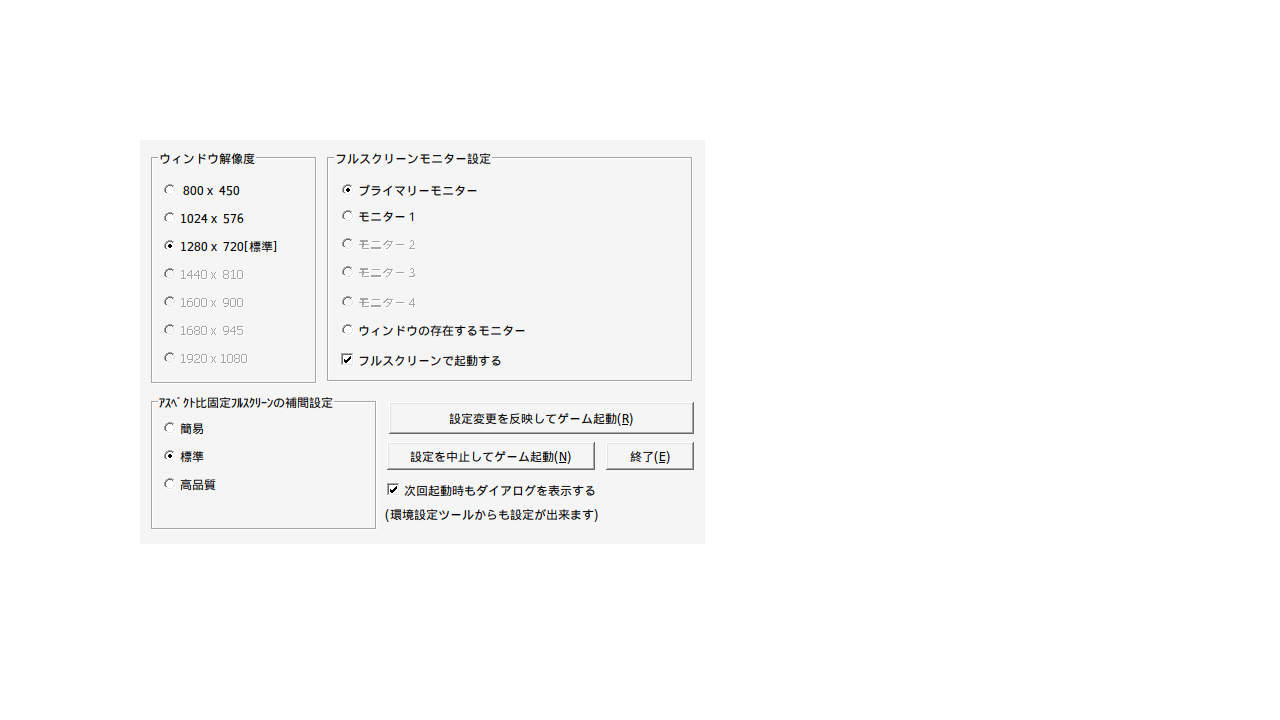 ウィンドウ解像度
800 x 450
1024 x 576
1280 x 720[標準]
1440 x 810
1600 x 900
1680 x 945
1920 x 1080
フルスクリーンモニター設定
プライマリーモニター
モニター 1
モニター 2
モニター 3
モニター 4
ウィンドウの存在するモニター
フルスクリーンで起動する
ｱｽﾍﾟｸﾄ比固定ﾌﾙｽｸﾘｰﾝの補間設定
簡易
標準
高品質
設定変更を反映してゲーム起動(R)
設定を中止してゲーム起動(N)
終了(E)
次回起動時もダイアログを表示する
(環境設定ツールからも設定が出来ます)